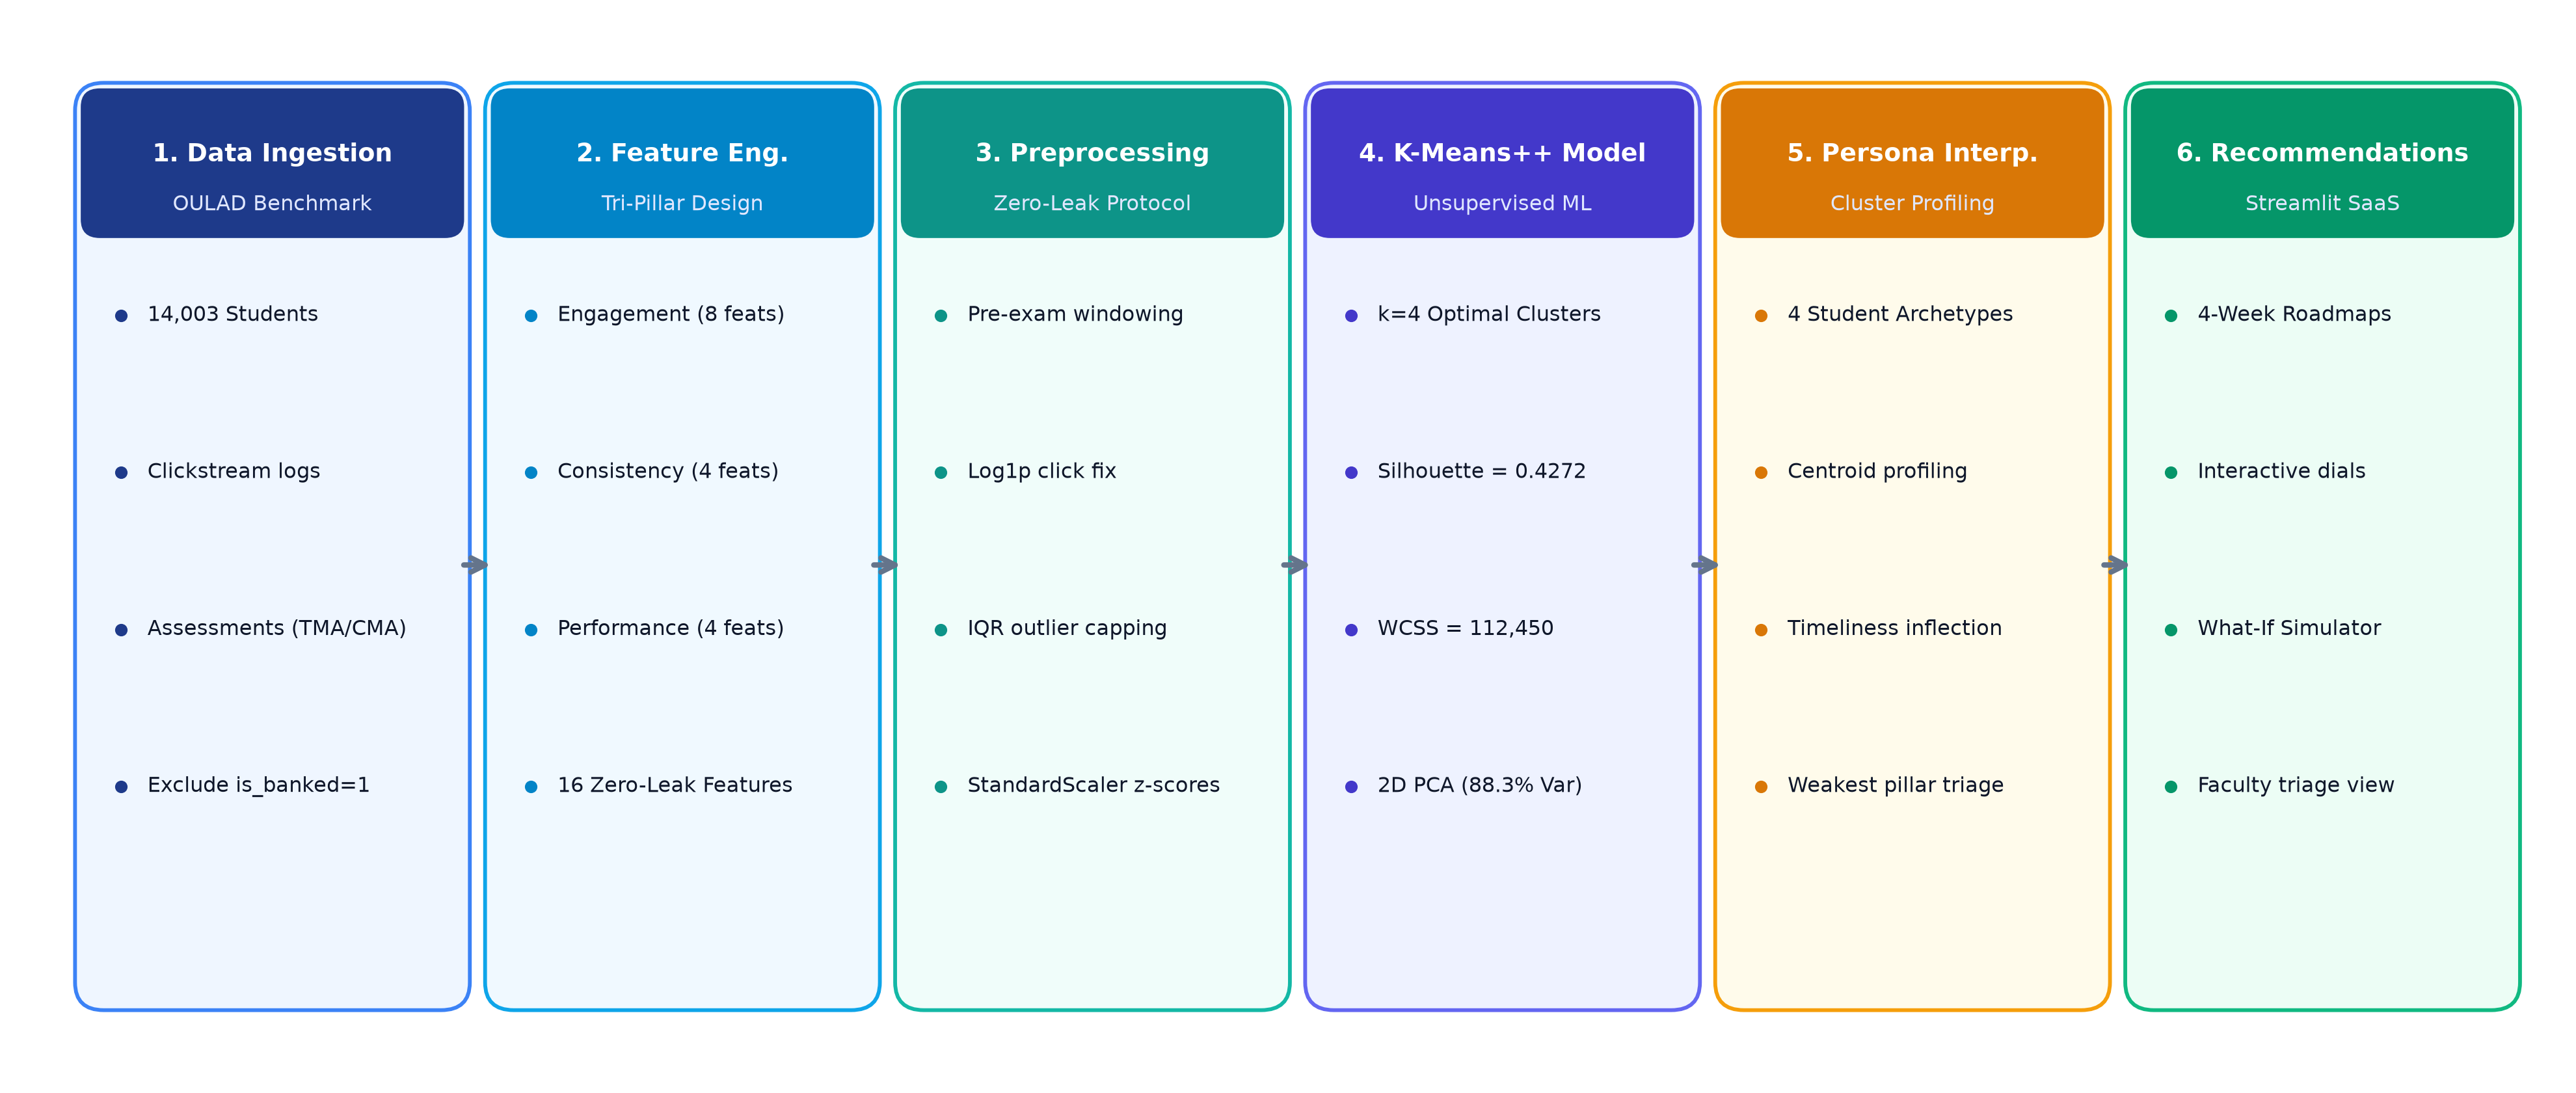 1. Data Ingestion
OULAD Benchmark
14,003 Students
Clickstream logs
Assessments (TMA/CMA)
Exclude is_banked=1
2. Feature Eng.
Tri-Pillar Design
Engagement (8 feats)
Consistency (4 feats)
Performance (4 feats)
16 Zero-Leak Features
3. Preprocessing
Zero-Leak Protocol
Pre-exam windowing
Log1p click fix
IQR outlier capping
StandardScaler z-scores
4. K-Means++ Model
Unsupervised ML
k=4 Optimal Clusters
Silhouette = 0.4272
WCSS = 112,450
2D PCA (88.3% Var)
5. Persona Interp.
Cluster Profiling
4 Student Archetypes
Centroid profiling
Timeliness inflection
Weakest pillar triage
6. Recommendations
Streamlit SaaS
4-Week Roadmaps
Interactive dials
What-If Simulator
Faculty triage view